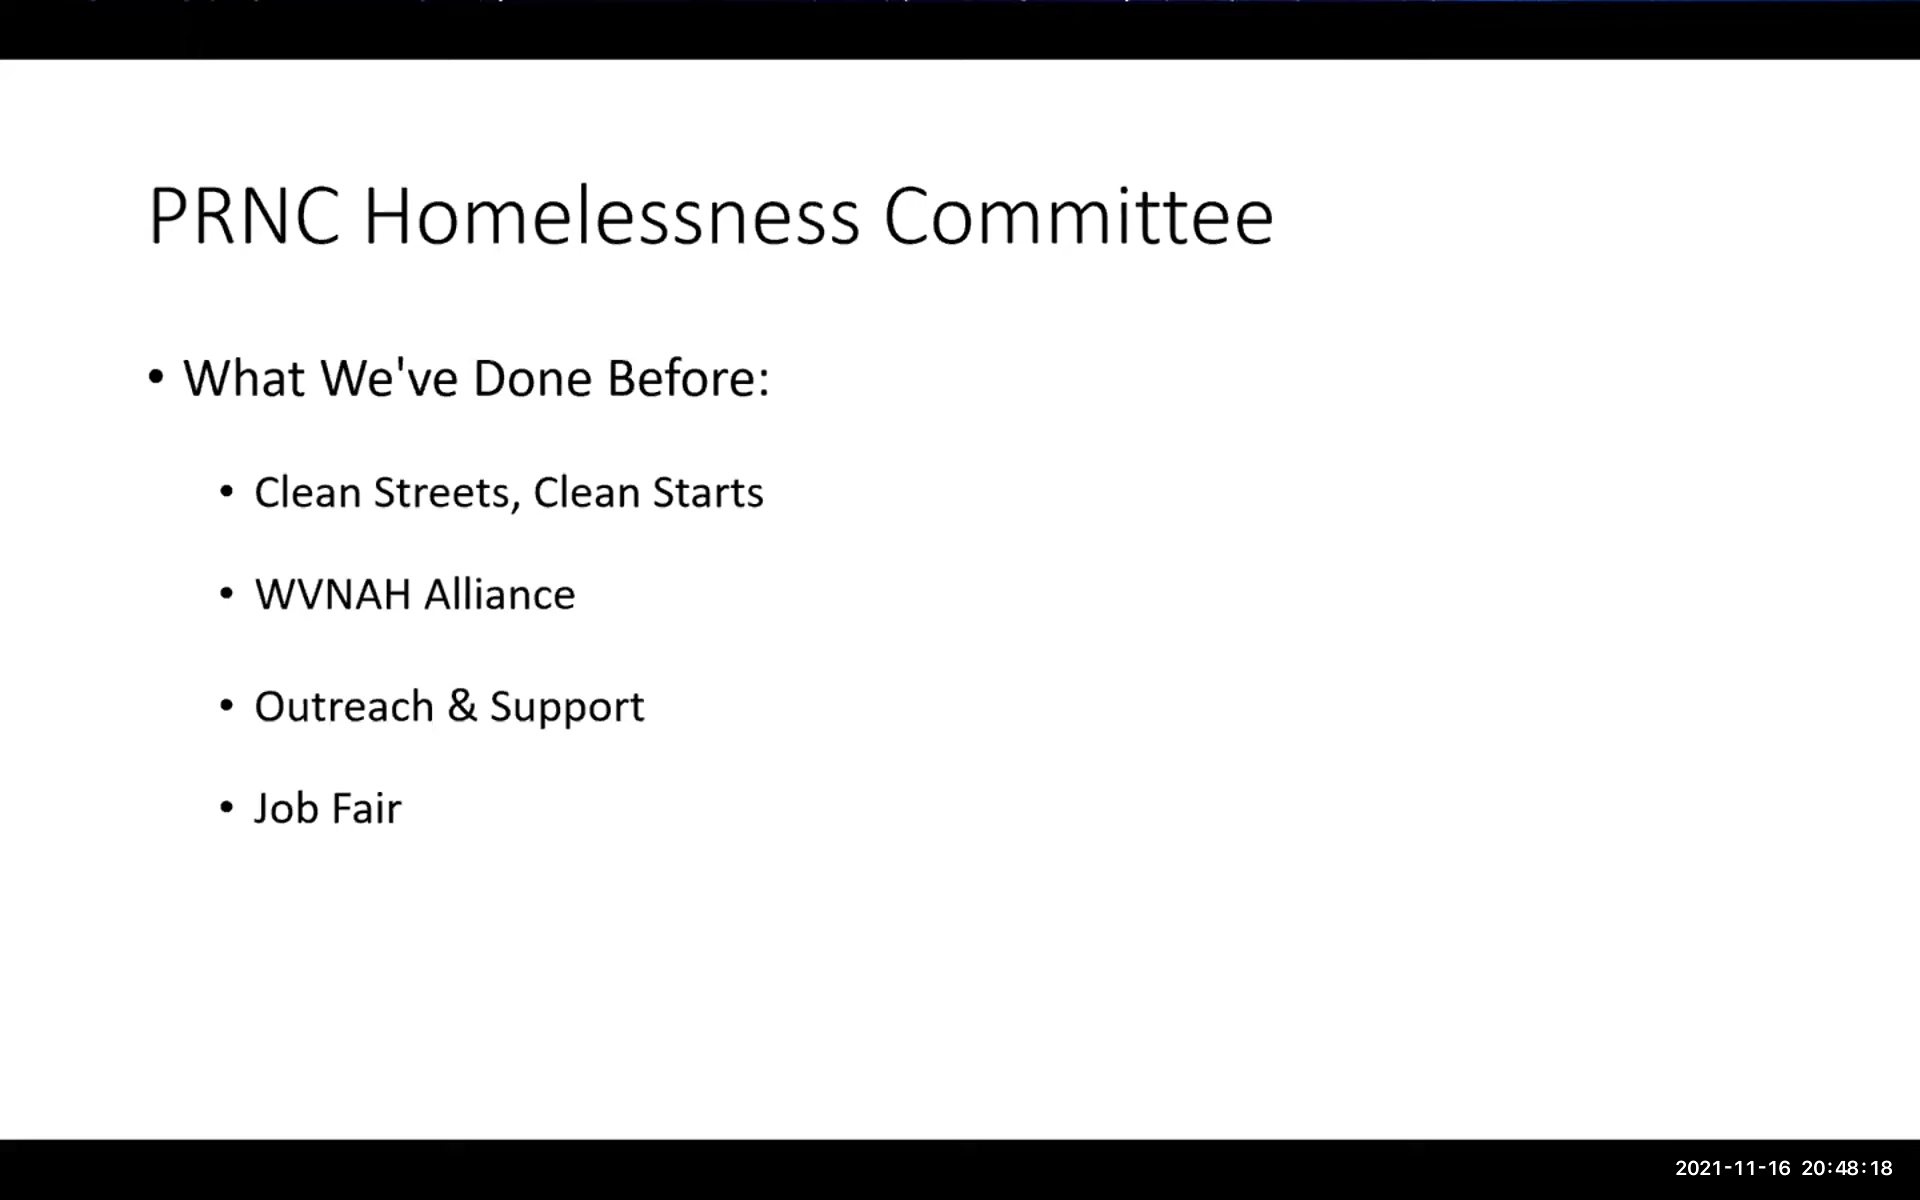 PRNC Homelessness Committee
• What We've Done Before:
• Clean Streets, Clean Starts
• WVNAH Alliance
• Outreach & Support
• Job Fair
2021-11-16 20:48:18